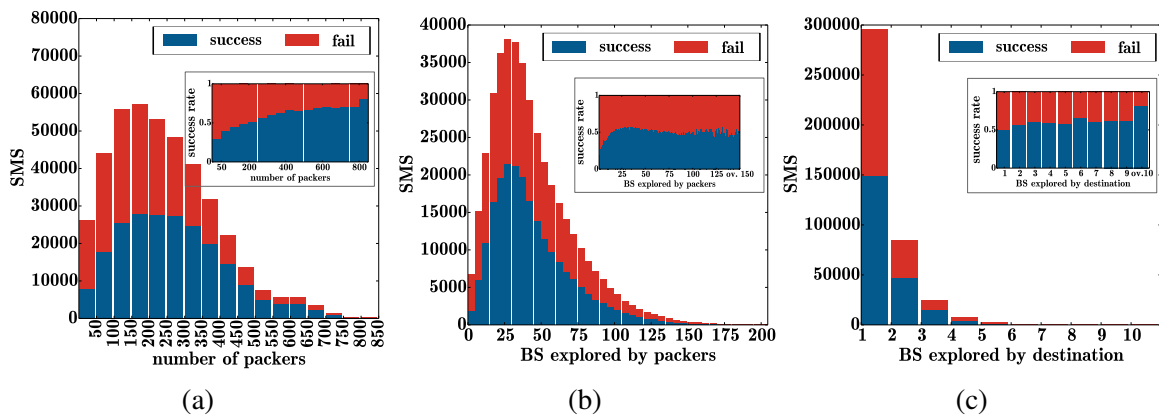 80000
70000
60000
50000
40000
30000
20000
10000
0
SMS
success fail
1
0.5
0
success rate
50 200 400 600 800
number of packers
50 100 150 200 250 300 350 400 450 500 550 600 650 700 750 800 850
number of packers
(a)
40000
35000
30000
25000
20000
15000
10000
5000
0
SMS
success fail
1
0.5
0
success rate
25 50 75 100 125 ov. 150
BS explored by packers
0 25 50 75 100 125 150 175 200
BS explored by packers
(b)
300000
250000
200000
150000
100000
50000
0
SMS
success fail
1
0.5
0
success rate
1 2 3 4 5 6 7 8 9 ov.10
BS explored by destination
1 2 3 4 5 6 7 8 9 10
BS explored by destination
(c)